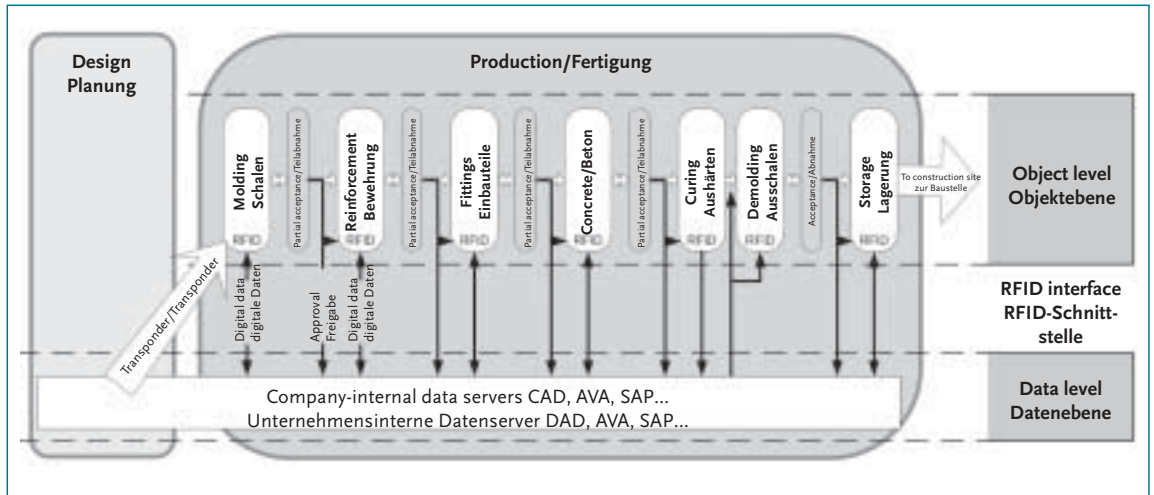 Design
Planung
Production/Fertigung
Molding
Schalen
RFID
Partial acceptance/Teilabnahme
Reinforcement
Bewehrung
RFID
Partial acceptance/Teilabnahme
Fittings
Einbauteile
RFID
Partial acceptance/Teilabnahme
Concrete/Beton
RFID
Partial acceptance/Teilabnahme
Curing
Aushärten
RFID
Demolding
Ausschalen
RFID
Acceptance/Abnahme
Storage
Lagerung
RFID
To construction site
zur Baustelle
Object level
Objektebene
Transponder/Transponder
Digital data
digitale Daten
Approval
Freigabe
Digital data
digitale Daten
RFID interface
RFID-Schnitt-
stelle
Company-internal data servers CAD, AVA, SAP...
Unternehmensinterne Datenserver DAD, AVA, SAP...
Data level
Datenebene